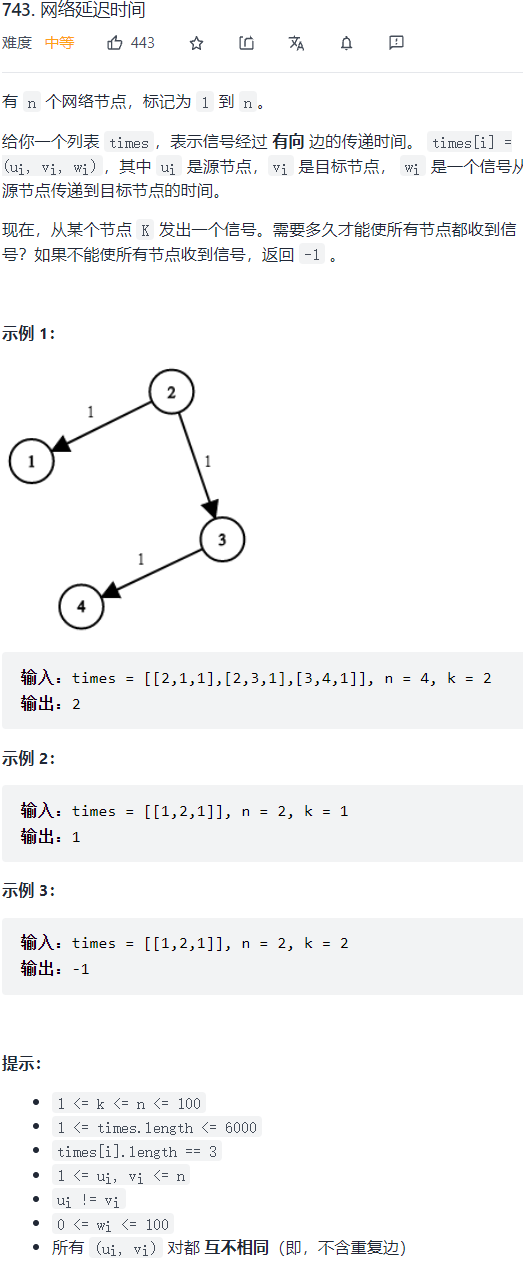 743. 网络延迟时间
难度 中等 443
有 n 个网络节点，标记为 1 到 n 。
给你一个列表 times ，表示信号经过 有向 边的传递时间。 times[i] =
(ui, vi, wi) ，其中 ui 是源节点，vi 是目标节点， wi 是一个信号从
源节点传递到目标节点的时间。
现在，从某个节点 K 发出一个信号。需要多久才能使所有节点都收到信
号？如果不能使所有节点收到信号，返回 -1 。
示例 1：
2
1
1
1
3
1
4
输入：times = [[2,1,1],[2,3,1],[3,4,1]], n = 4, k = 2
输出：2
示例 2：
输入：times = [[1,2,1]], n = 2, k = 1
输出：1
示例 3：
输入：times = [[1,2,1]], n = 2, k = 2
输出：-1
提示：
1 <= k <= n <= 100
1 <= times.length <= 6000
times[i].length == 3
1 <= ui, vi <= n
ui != vi
0 <= wi <= 100
所有 (ui, vi) 对都 互不相同（即，不含重复边）